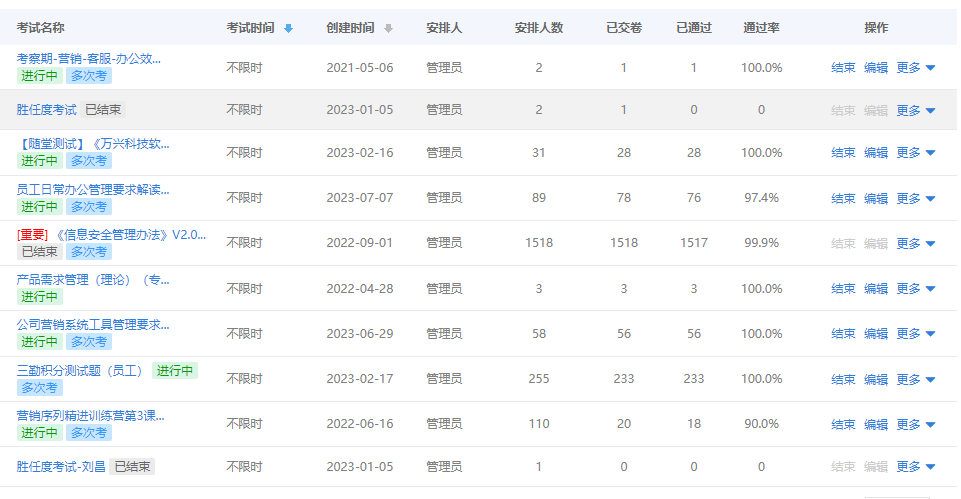 考试名称 考试时间 创建时间 安排人 安排人数 已交卷 已通过 通过率 操作
考察期-营销-客服-办公效... 不限时 2021-05-06 管理员 2 1 1 100.0% 结束 编辑 更多
进行中 多次考
胜任度考试 已结束 不限时 2023-01-05 管理员 2 1 0 0 结束 编辑 更多
【随堂测试】《万兴科技软... 不限时 2023-02-16 管理员 31 28 28 100.0% 结束 编辑 更多
进行中 多次考
员工日常办公管理要求解读... 不限时 2023-07-07 管理员 89 78 76 97.4% 结束 编辑 更多
进行中 多次考
[重要] 《信息安全管理办法》V2.0... 不限时 2022-09-01 管理员 1518 1518 1517 99.9% 结束 编辑 更多
已结束 多次考
产品需求管理（理论）（专... 不限时 2022-04-28 管理员 3 3 3 100.0% 结束 编辑 更多
进行中
公司营销系统工具管理要求... 不限时 2023-06-29 管理员 58 56 56 100.0% 结束 编辑 更多
进行中 多次考
三勤积分测试题（员工） 进行中 不限时 2023-02-17 管理员 255 233 233 100.0% 结束 编辑 更多
多次考
营销序列精进训练营第3课... 不限时 2022-06-16 管理员 110 20 18 90.0% 结束 编辑 更多
进行中 多次考
胜任度考试-刘昌 已结束 不限时 2023-01-05 管理员 1 0 0 0 结束 编辑 更多